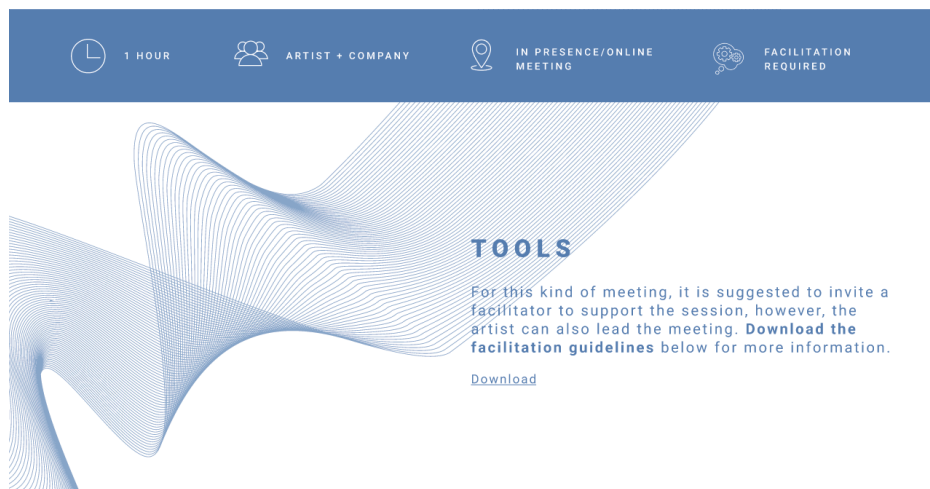 1 HOUR
ARTIST + COMPANY
IN PRESENCE/ONLINE
MEETING
FACILITATION
REQUIRED
TOOLS
For this kind of meeting, it is suggested to invite a
facilitator to support the session, however, the
artist can also lead the meeting. Download the
facilitation guidelines below for more information.
Download